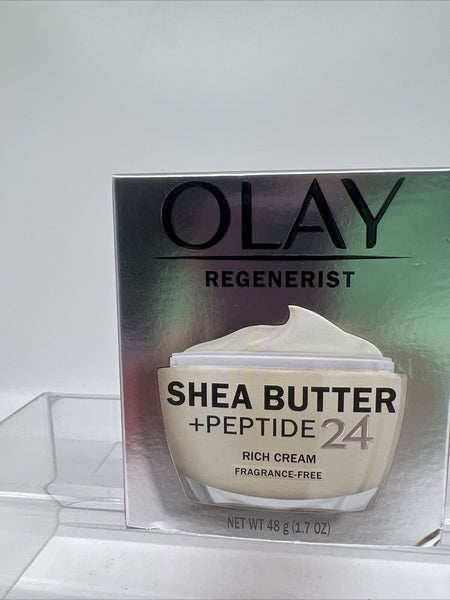 OLAY
REGENERIST
SHEA BUTTER
+PEPTIDE 24
RICH CREAM
FRAGRANCE-FREE
NET WT 48 g (1.7 OZ)